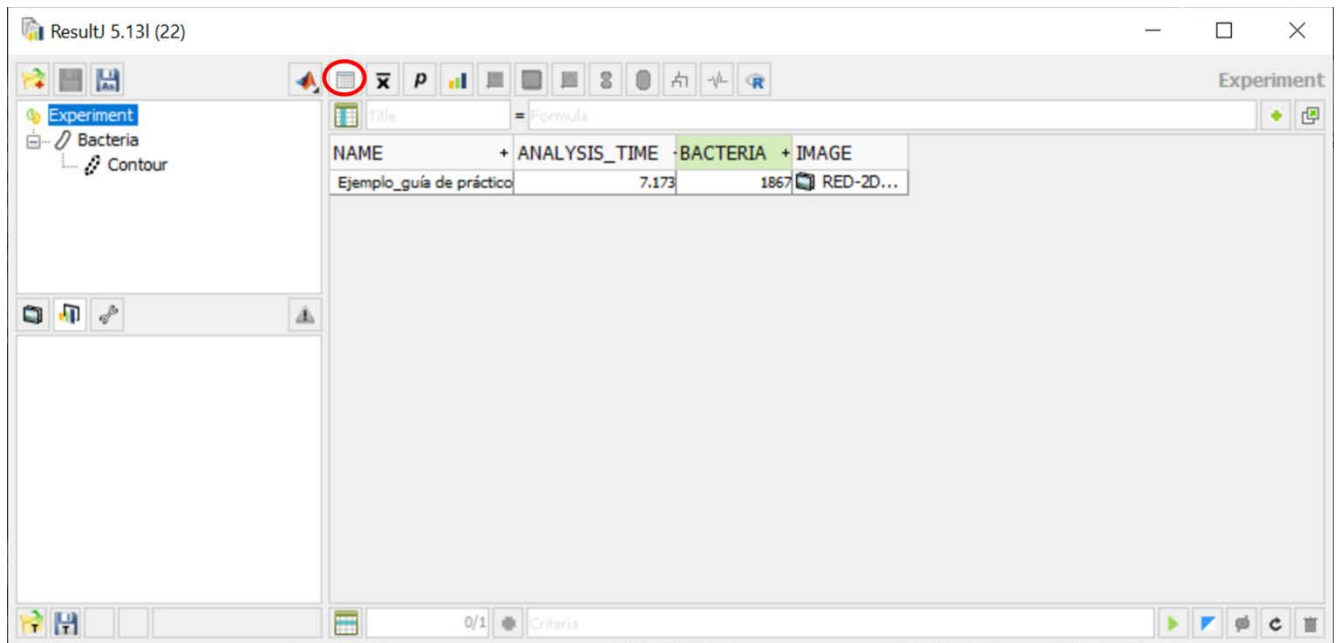 ResultJ 5.13l (22)
Experiment
Title = Formula
Experiment
Bacteria
Contour
NAME + ANALYSIS_TIME BACTERIA + IMAGE
Ejemplo_guía de práctico 7.173 1867 RED-2D...
0/1 Criteria